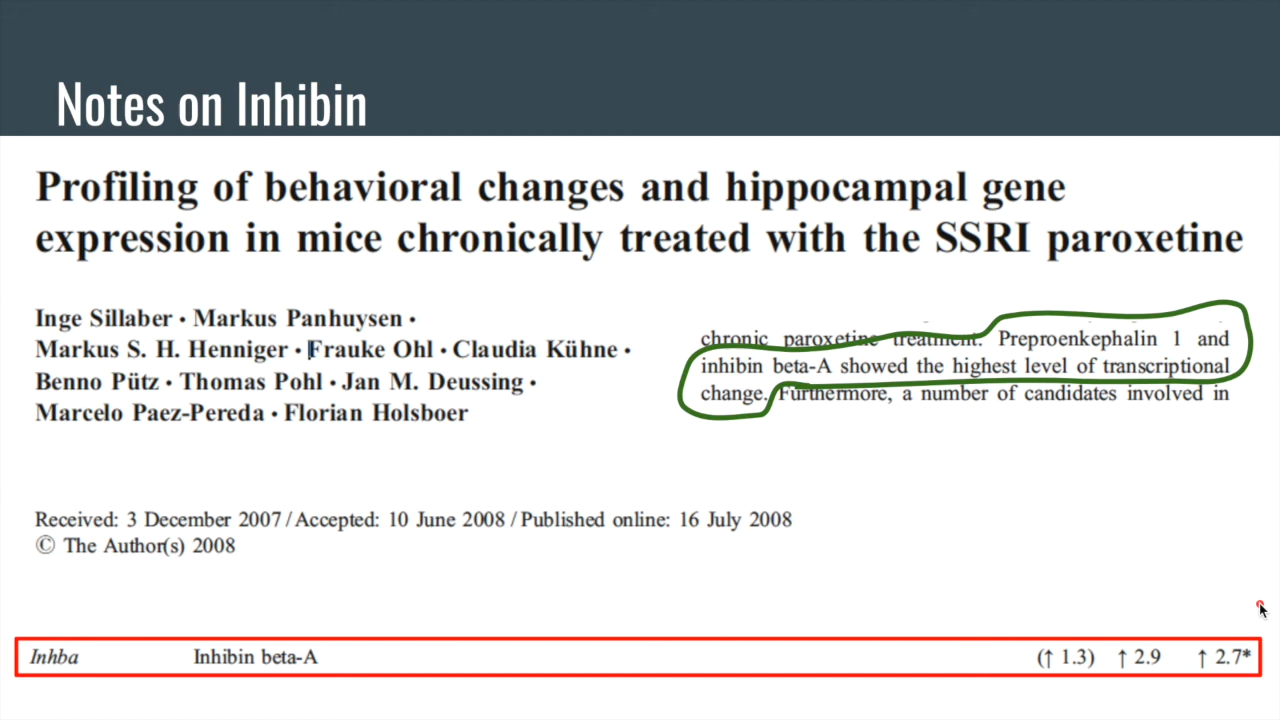 Notes on Inhibin
Profiling of behavioral changes and hippocampal gene
expression in mice chronically treated with the SSRI paroxetine
Inge Sillaber · Markus Panhuysen ·
Markus S. H. Henniger · Frauke Ohl · Claudia Kühne ·
Benno Pütz · Thomas Pohl · Jan M. Deussing ·
Marcelo Paez-Pereda · Florian Holsboer
chronic paroxetine treatment. Preproenkephalin 1 and
inhibin beta-A showed the highest level of transcriptional
change. Furthermore, a number of candidates involved in
Received: 3 December 2007 / Accepted: 10 June 2008 / Published online: 16 July 2008
© The Author(s) 2008
Inhba Inhibin beta-A (↑ 1.3) ↑ 2.9 ↑ 2.7*